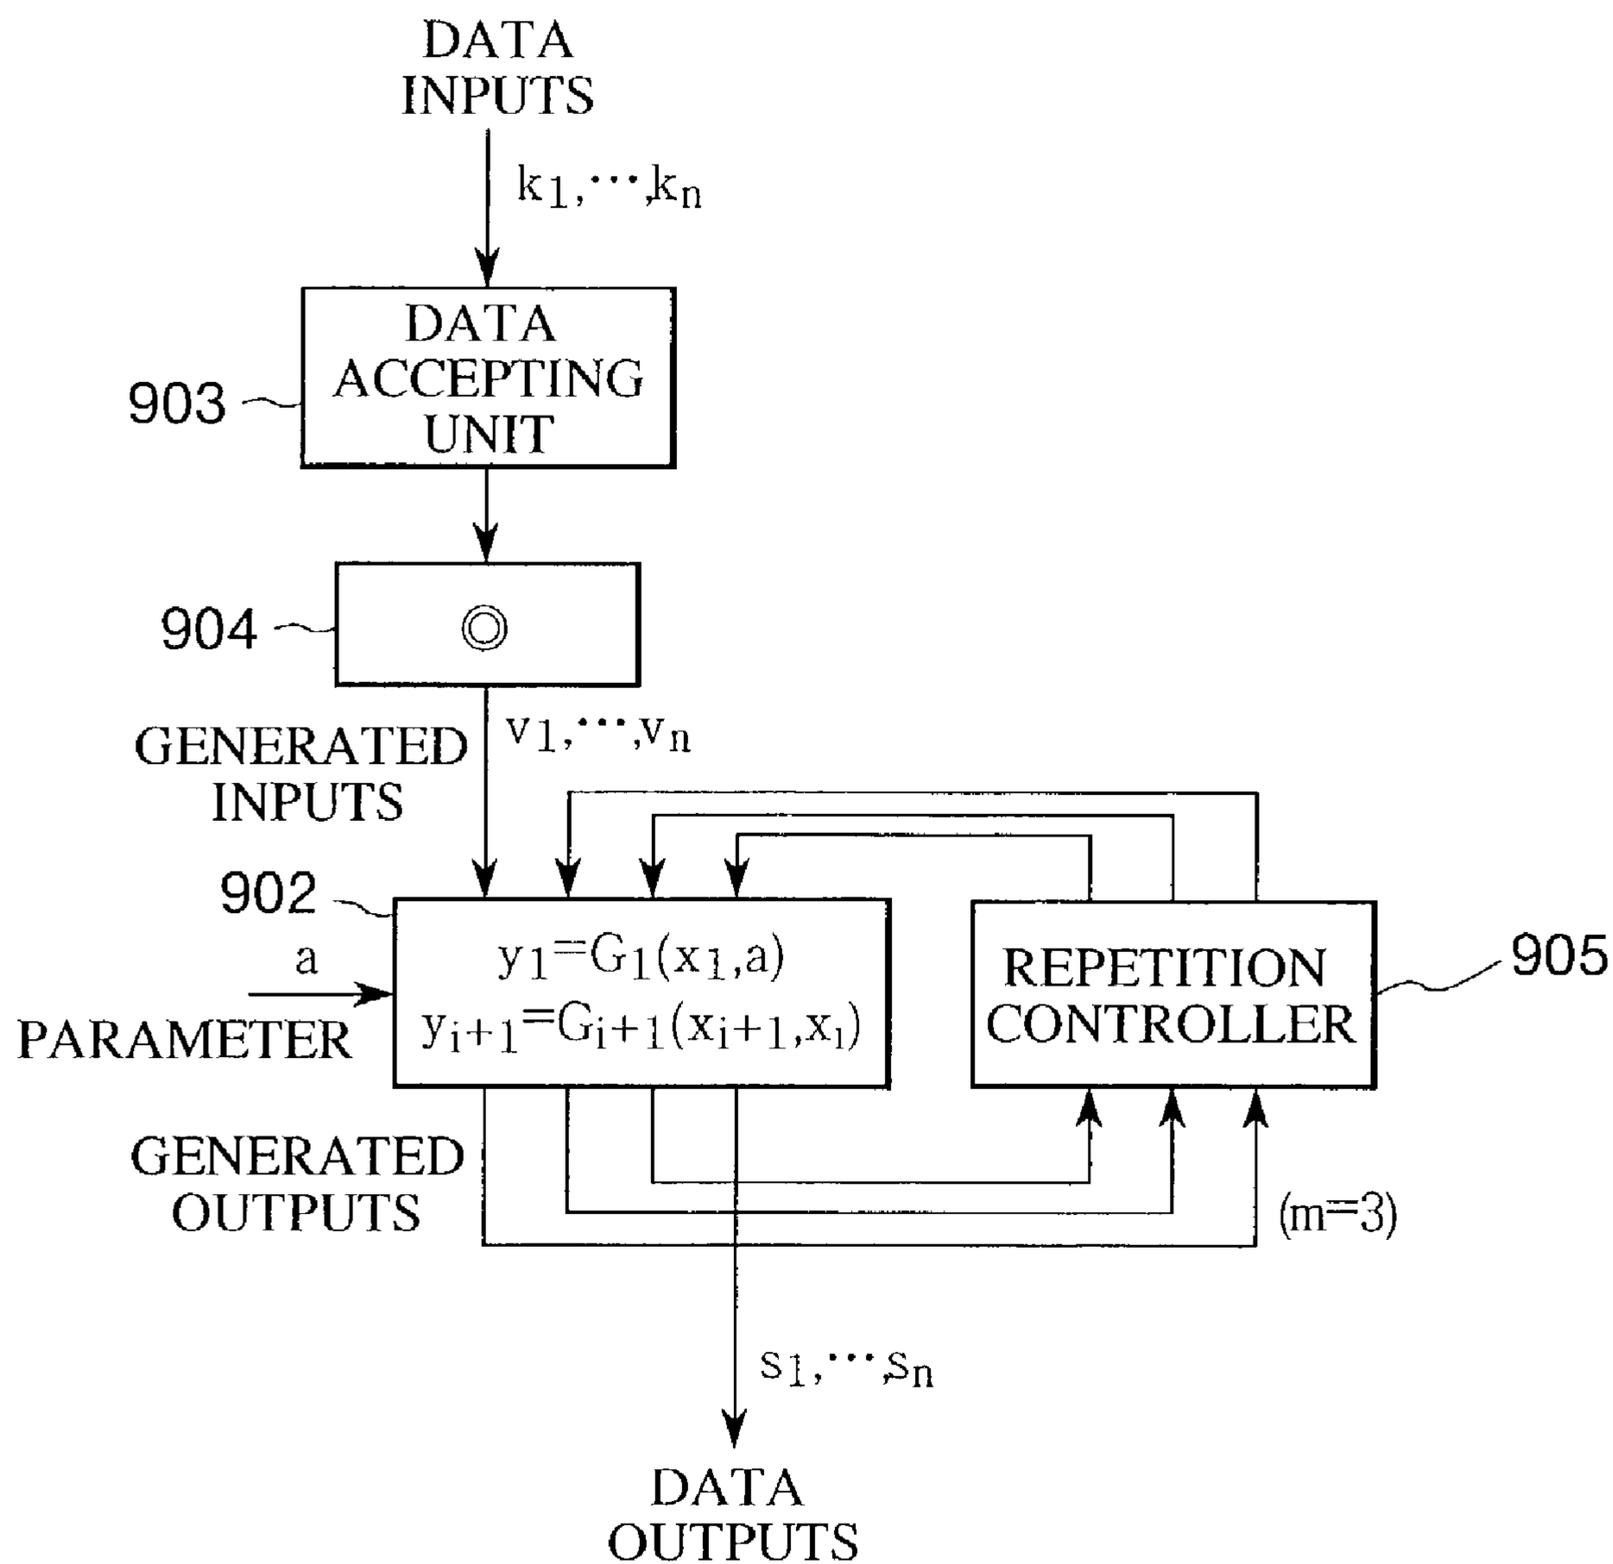 DATA
INPUTS
k1,⋯,kn
DATA
ACCEPTING
UNIT
903
904
◎
v1,⋯,vn
GENERATED
INPUTS
902
a
PARAMETER
y1=G1(x1,a)
yi+1=Gi+1(xi+1,xi)
REPETITION
CONTROLLER
905
GENERATED
OUTPUTS
(m=3)
s1,⋯,sn
DATA
OUTPUTS